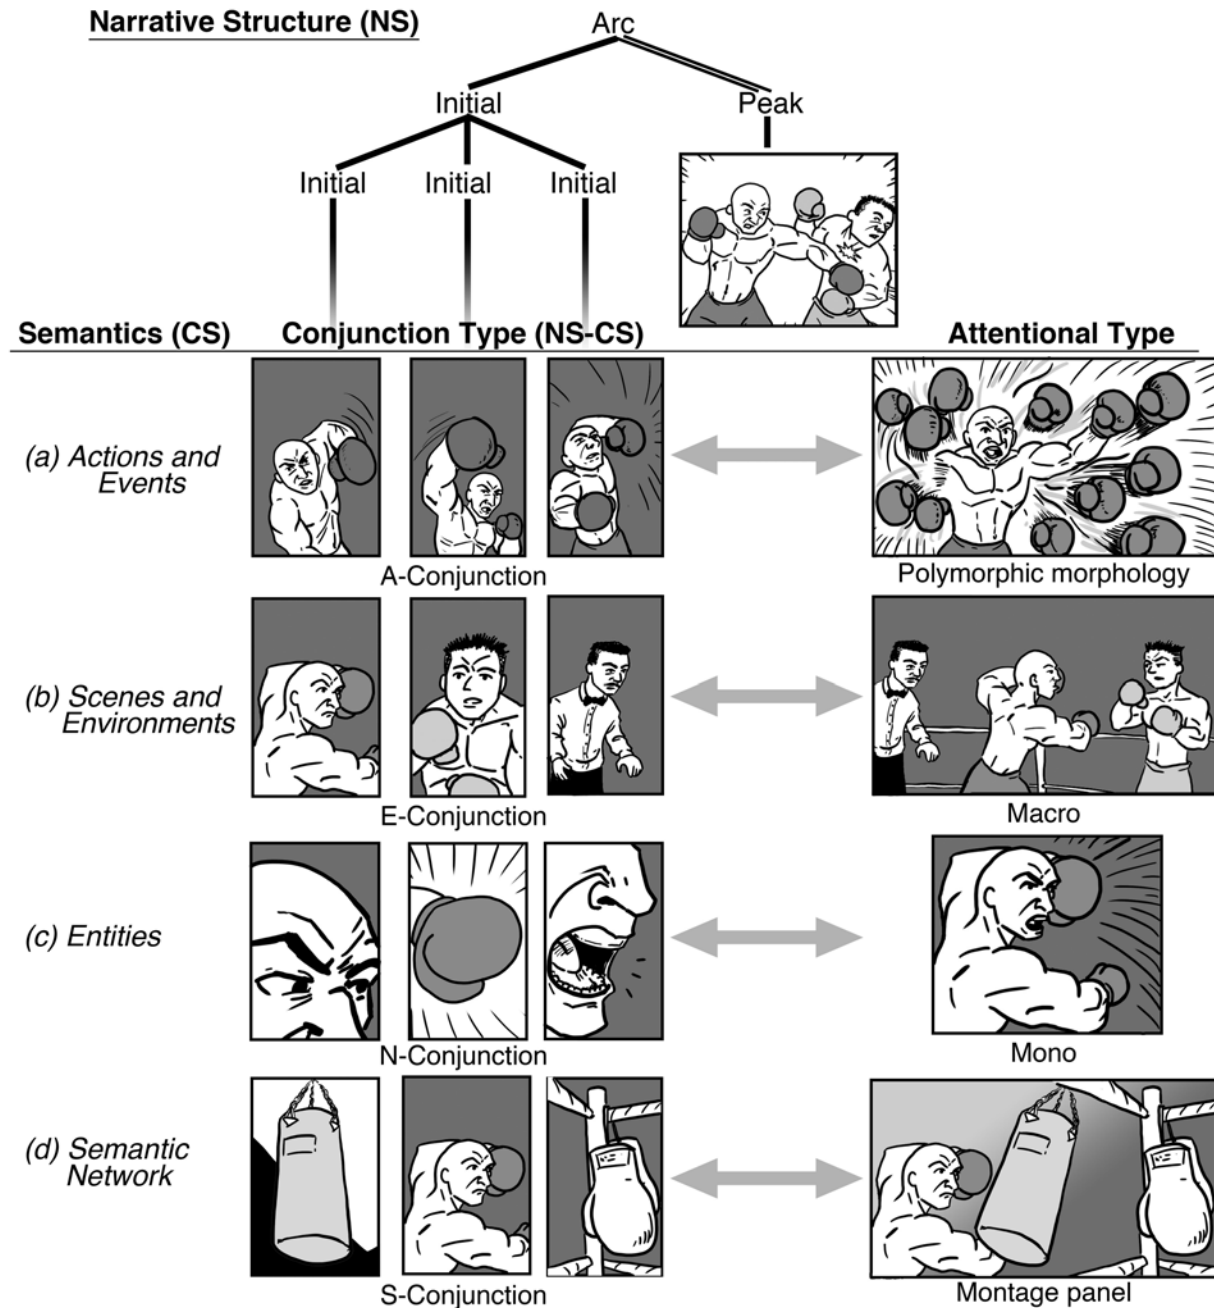 Narrative Structure (NS)
Arc
Initial
Peak
Initial
Initial
Initial
Semantics (CS)
Conjunction Type (NS-CS)
Attentional Type
(a) Actions and
Events
A-Conjunction
Polymorphic morphology
(b) Scenes and
Environments
E-Conjunction
Macro
(c) Entities
N-Conjunction
Mono
(d) Semantic
Network
S-Conjunction
Montage panel